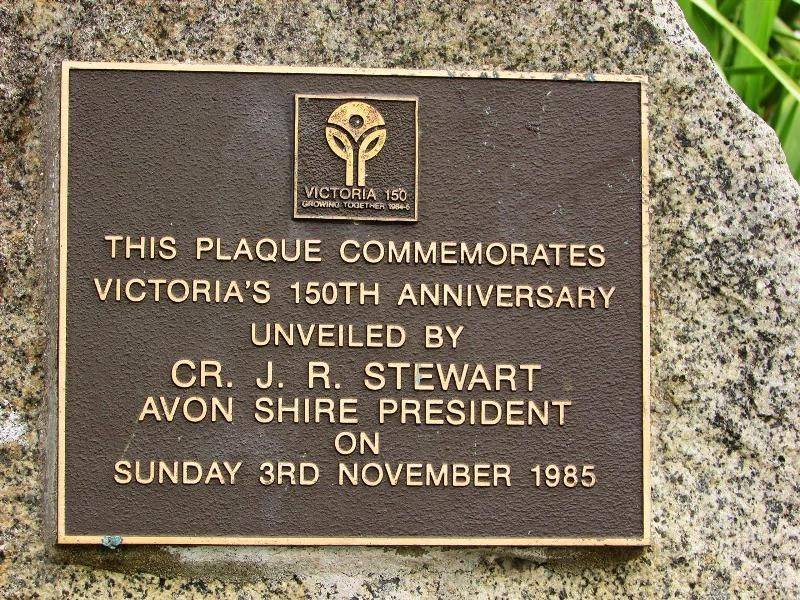 VICTORIA 150
GROWING TOGETHER 1984-5
THIS PLAQUE COMMEMORATES
VICTORIA'S 150TH ANNIVERSARY
UNVEILED BY
CR. J. R. STEWART
AVON SHIRE PRESIDENT
ON
SUNDAY 3RD NOVEMBER 1985